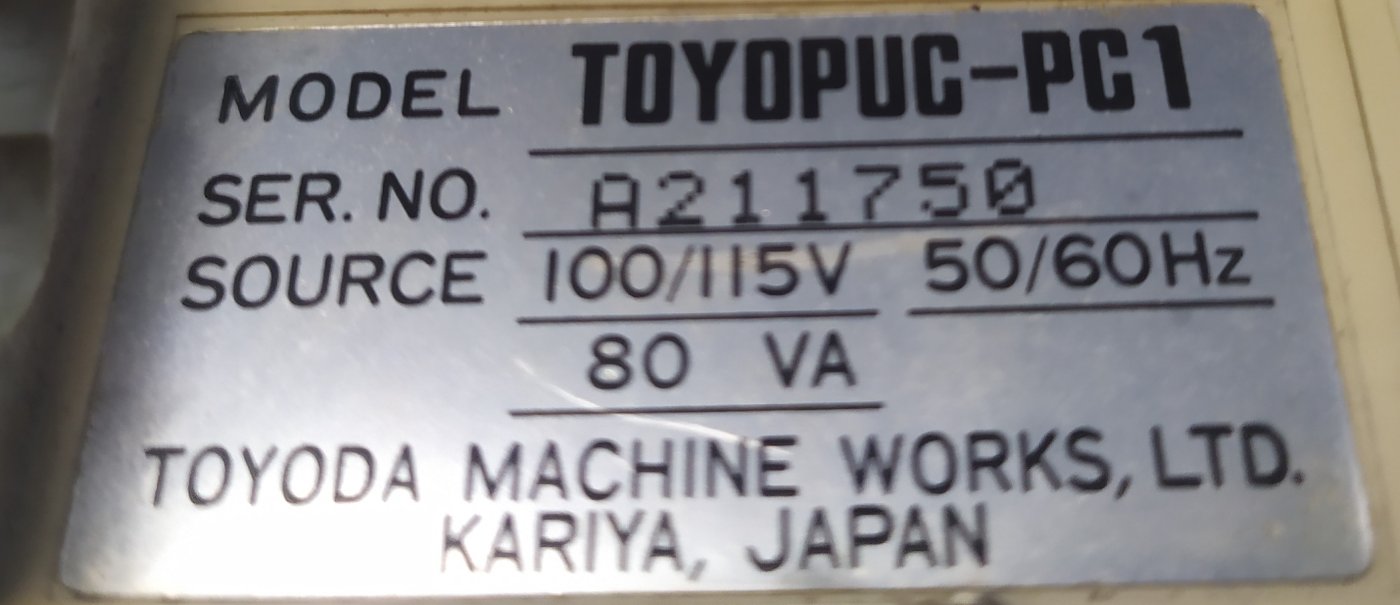 MODEL TOYOPUC-PC1
SER. NO. A211750
SOURCE 100/115V 50/60Hz
80 VA
TOYODA MACHINE WORKS, LTD.
KARIYA, JAPAN